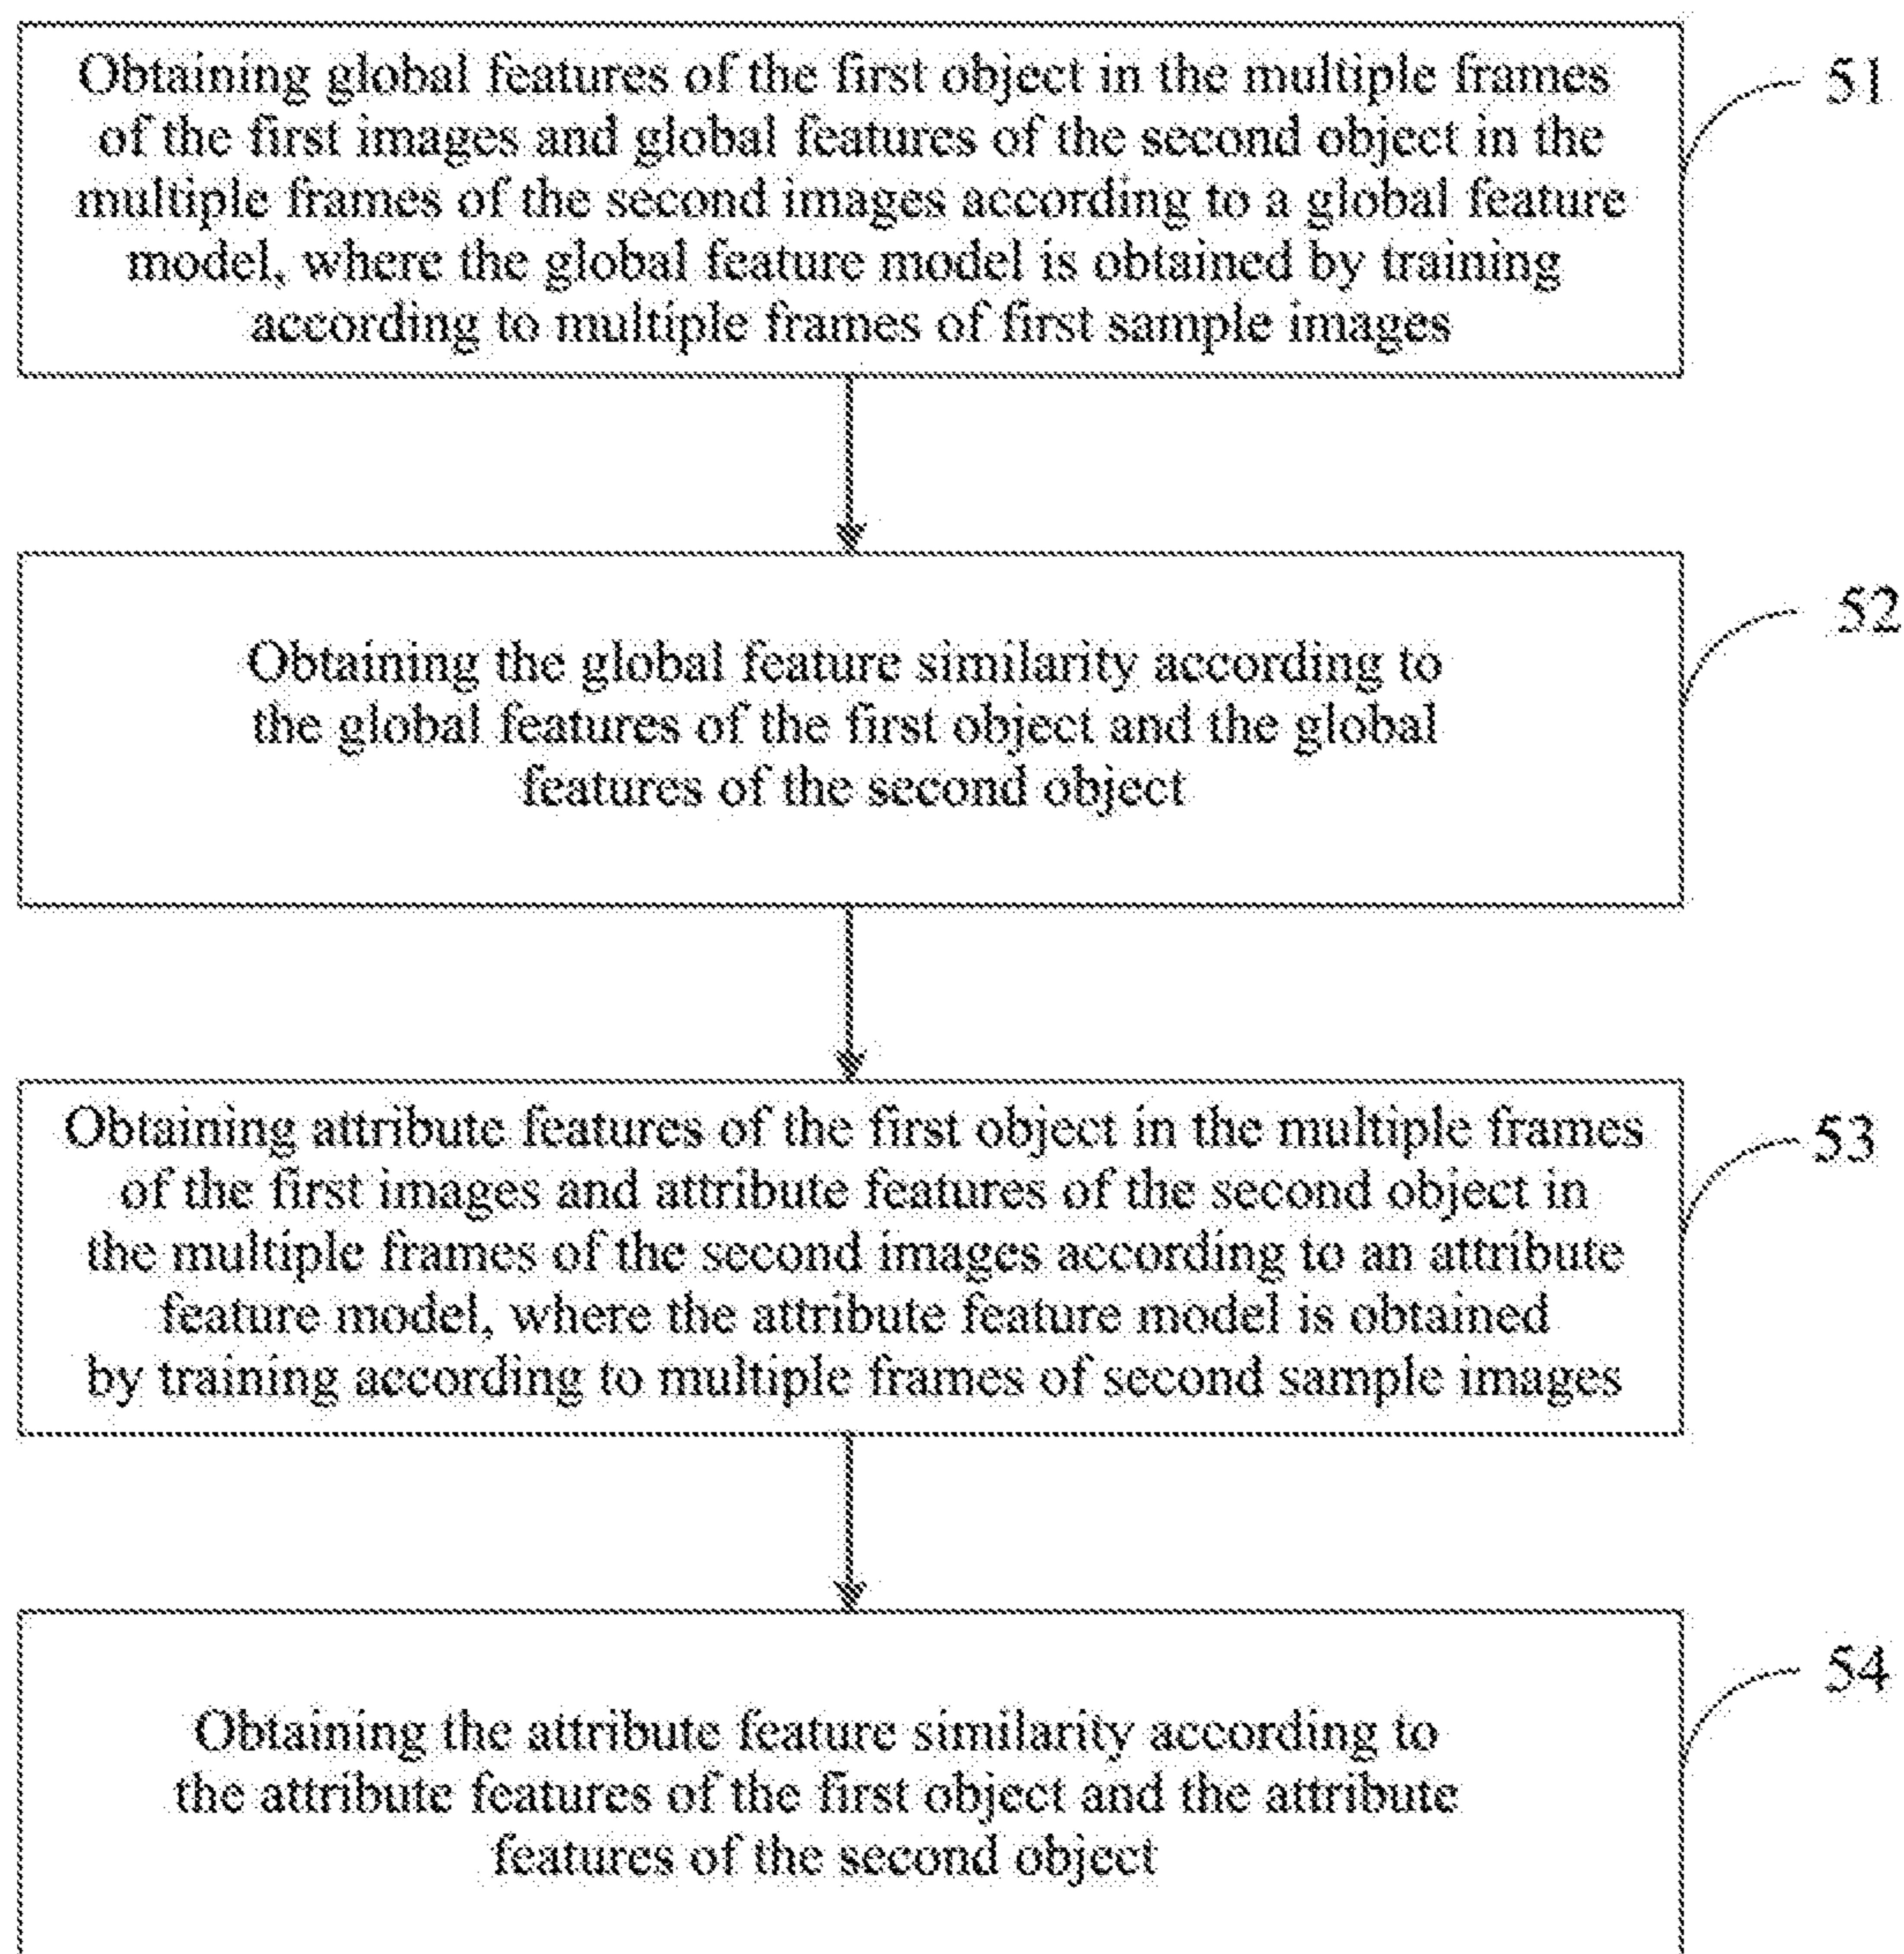 Obtaining global features of the first object in the multiple frames
of the first images and global features of the second object in the
multiple frames of the second images according to a global feature
model, where the global feature model is obtained by training
according to multiple frames of first sample images
51
Obtaining the global feature similarity according to
the global features of the first object and the global
features of the second object
52
Obtaining attribute features of the first object in the multiple frames
of the first images and attribute features of the second object in
the multiple frames of the second images according to an attribute
feature model, where the attribute feature model is obtained
by training according to multiple frames of second sample images
53
Obtaining the attribute feature similarity according to
the attribute features of the first object and the attribute
features of the second object
54